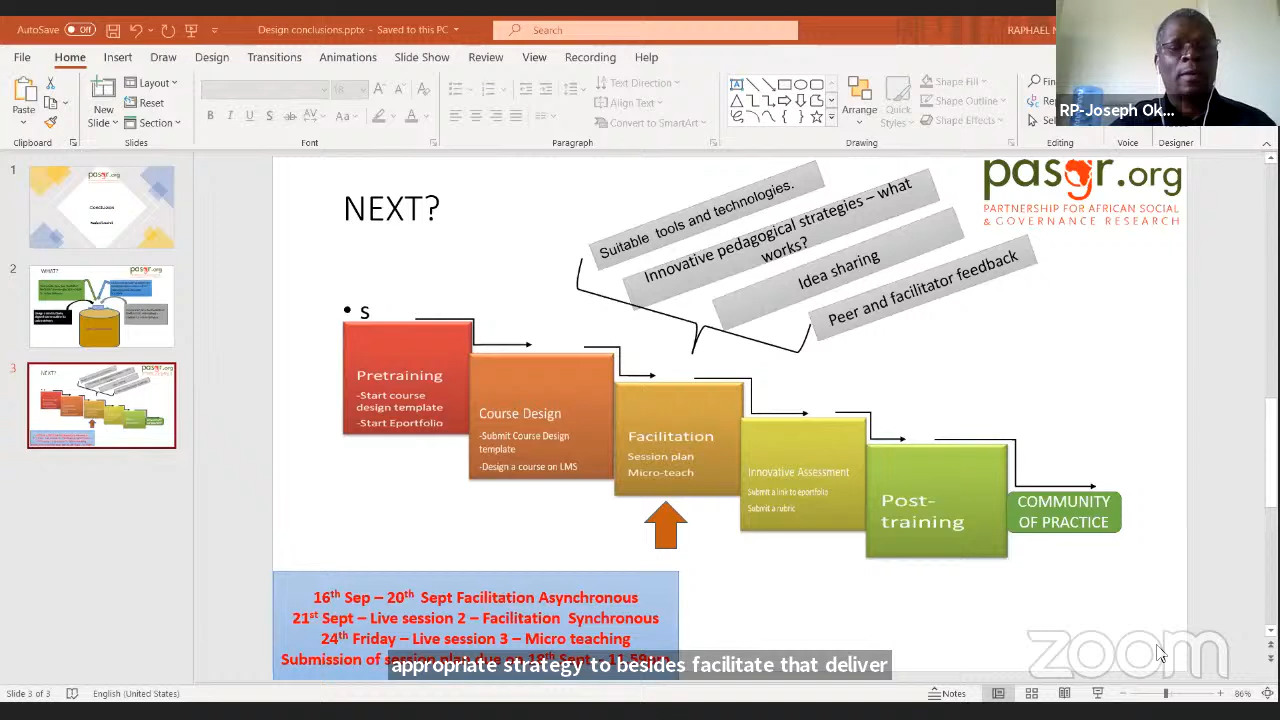 AutoSave Off
Design conclusions.pptx - Saved to this PC
Search
RAPHAEL
File Home Insert Draw Design Transitions Animations Slide Show Review View Recording
Paste
New
Slide
Layout
Reset
Section
Text Direction
Align Text
Convert to SmartArt
Arrange
Quick
Styles
Shape Fill
Shape Outline
Shape Effects
RP-Joseph Ok...
Clipboard Slides Font Paragraph Drawing Editing Voice Designer
1
2
3
NEXT?
pasgr.org
PARTNERSHIP FOR AFRICAN SOCIAL
& GOVERNANCE RESEARCH
Suitable tools and technologies.
Innovative pedagogical strategies – what
works?
Idea sharing
Peer and facilitator feedback
• s
Pretraining
-Start course
design template
-Start Eportfolio
Course Design
-Submit Course Design
template
-Design a course on LMS
Facilitation
Session plan
Micro-teach
Innovative Assessment
Submit a link to eportfolio
Submit a rubric
Post-
training
COMMUNITY
OF PRACTICE
16th Sep – 20th Sept Facilitation Asynchronous
21st Sept – Live session 2 – Facilitation Synchronous
24th Friday – Live session 3 – Micro teaching
Submission of
appropriate strategy to besides facilitate that deliver
zoom
Slide 3 of 3 English (United States) Notes 86%